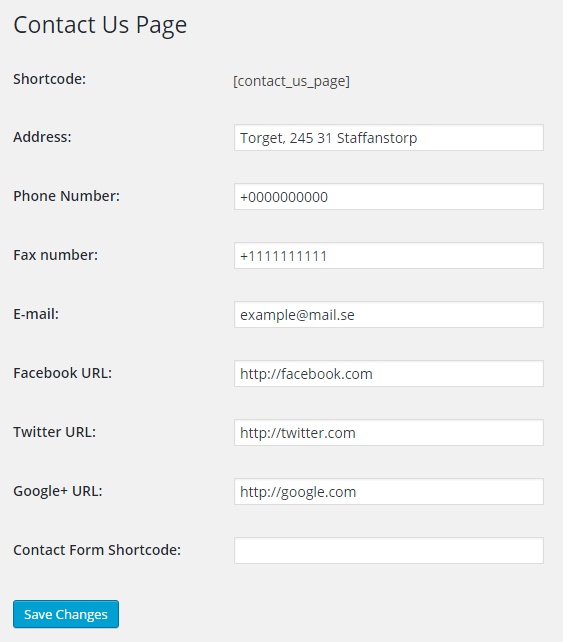 Contact Us Page
Shortcode: [contact_us_page]
Address: Torget, 245 31 Staffanstorp
Phone Number: +0000000000
Fax number: +1111111111
E-mail: example@mail.se
Facebook URL: http://facebook.com
Twitter URL: http://twitter.com
Google+ URL: http://google.com
Contact Form Shortcode:
Save Changes